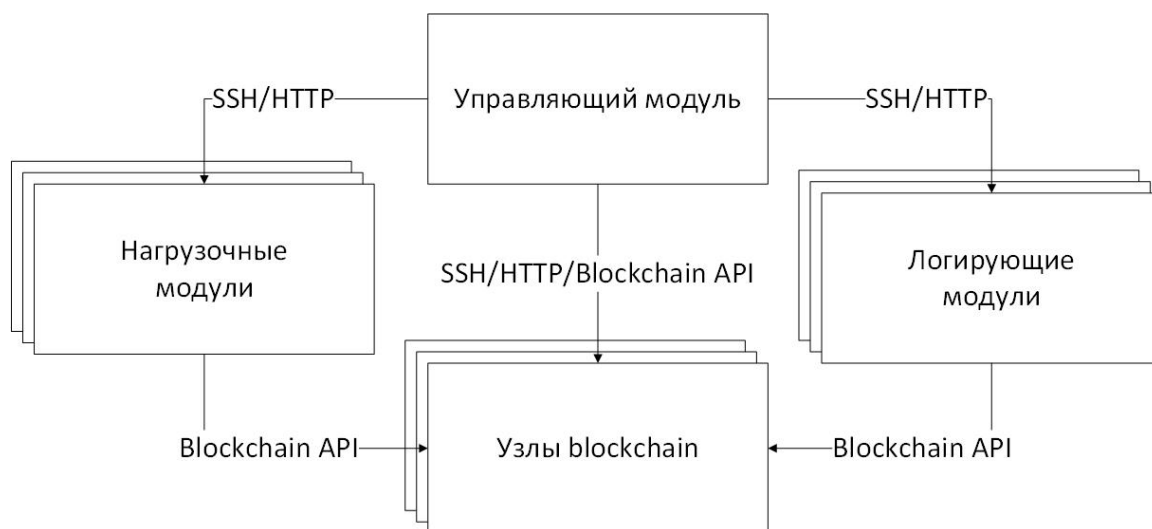 Управляющий модуль
SSH/HTTP
SSH/HTTP
Нагрузочные
модули
SSH/HTTP/Blockchain API
Логирующие
модули
Blockchain API
Узлы blockchain
Blockchain API